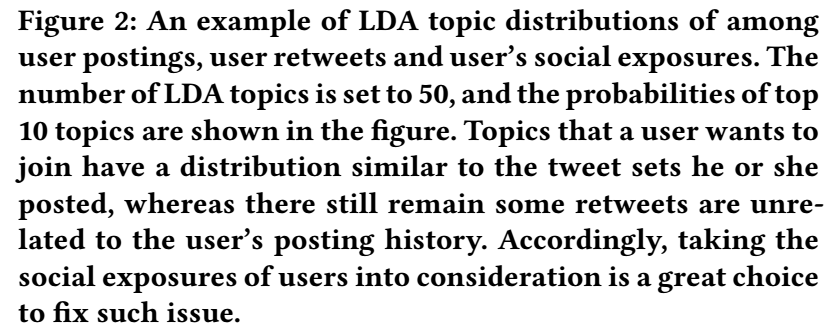 Figure 2: An example of LDA topic distributions of among
user postings, user retweets and user's social exposures. The
number of LDA topics is set to 50, and the probabilities of top
10 topics are shown in the figure. Topics that a user wants to
join have a distribution similar to the tweet sets he or she
posted, whereas there still remain some retweets are unre-
lated to the user's posting history. Accordingly, taking the
social exposures of users into consideration is a great choice
to fix such issue.